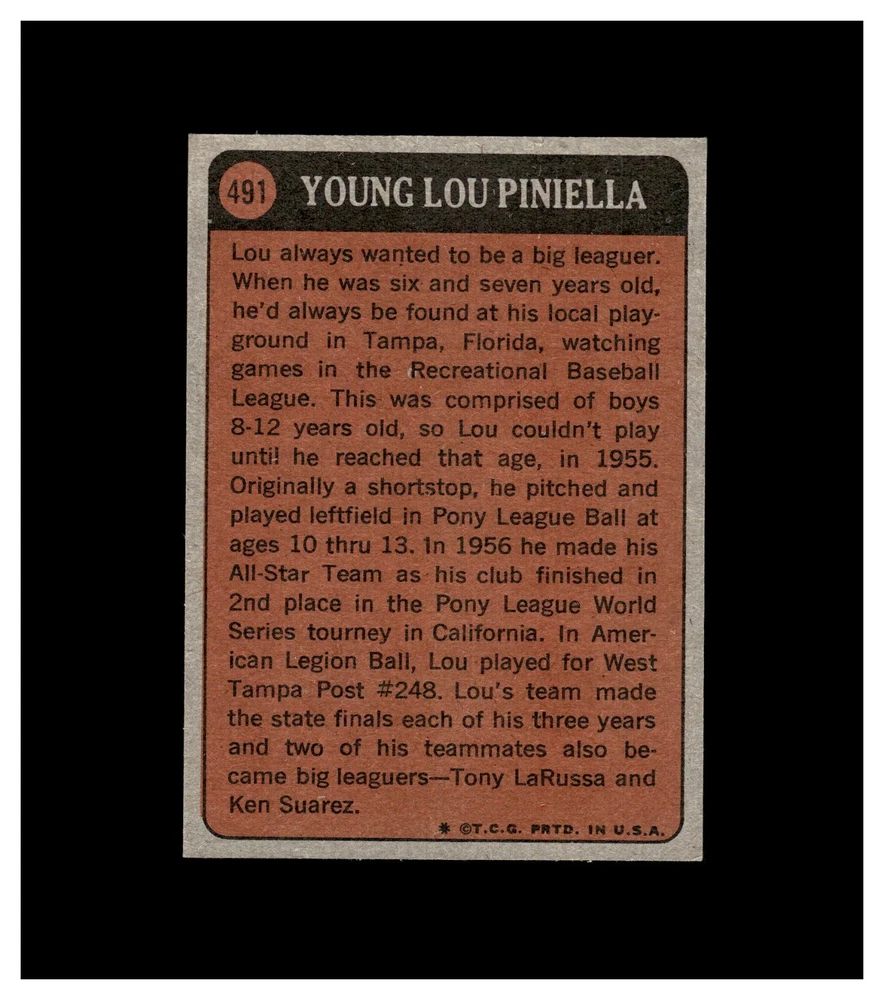 491 YOUNG LOU PINIELLA
Lou always wanted to be a big leaguer.
When he was six and seven years old,
he'd always be found at his local play-
ground in Tampa, Florida, watching
games in the Recreational Baseball
League. This was comprised of boys
8-12 years old, so Lou couldn't play
until he reached that age, in 1955.
Originally a shortstop, he pitched and
played leftfield in Pony League Ball at
ages 10 thru 13. In 1956 he made his
All-Star Team as his club finished in
2nd place in the Pony League World
Series tourney in California. In Amer-
ican Legion Ball, Lou played for West
Tampa Post #248. Lou's team made
the state finals each of his three years
and two of his teammates also be-
came big leaguers—Tony LaRussa and
Ken Suarez.
* ©T.C.G. PRTD. IN U.S.A.